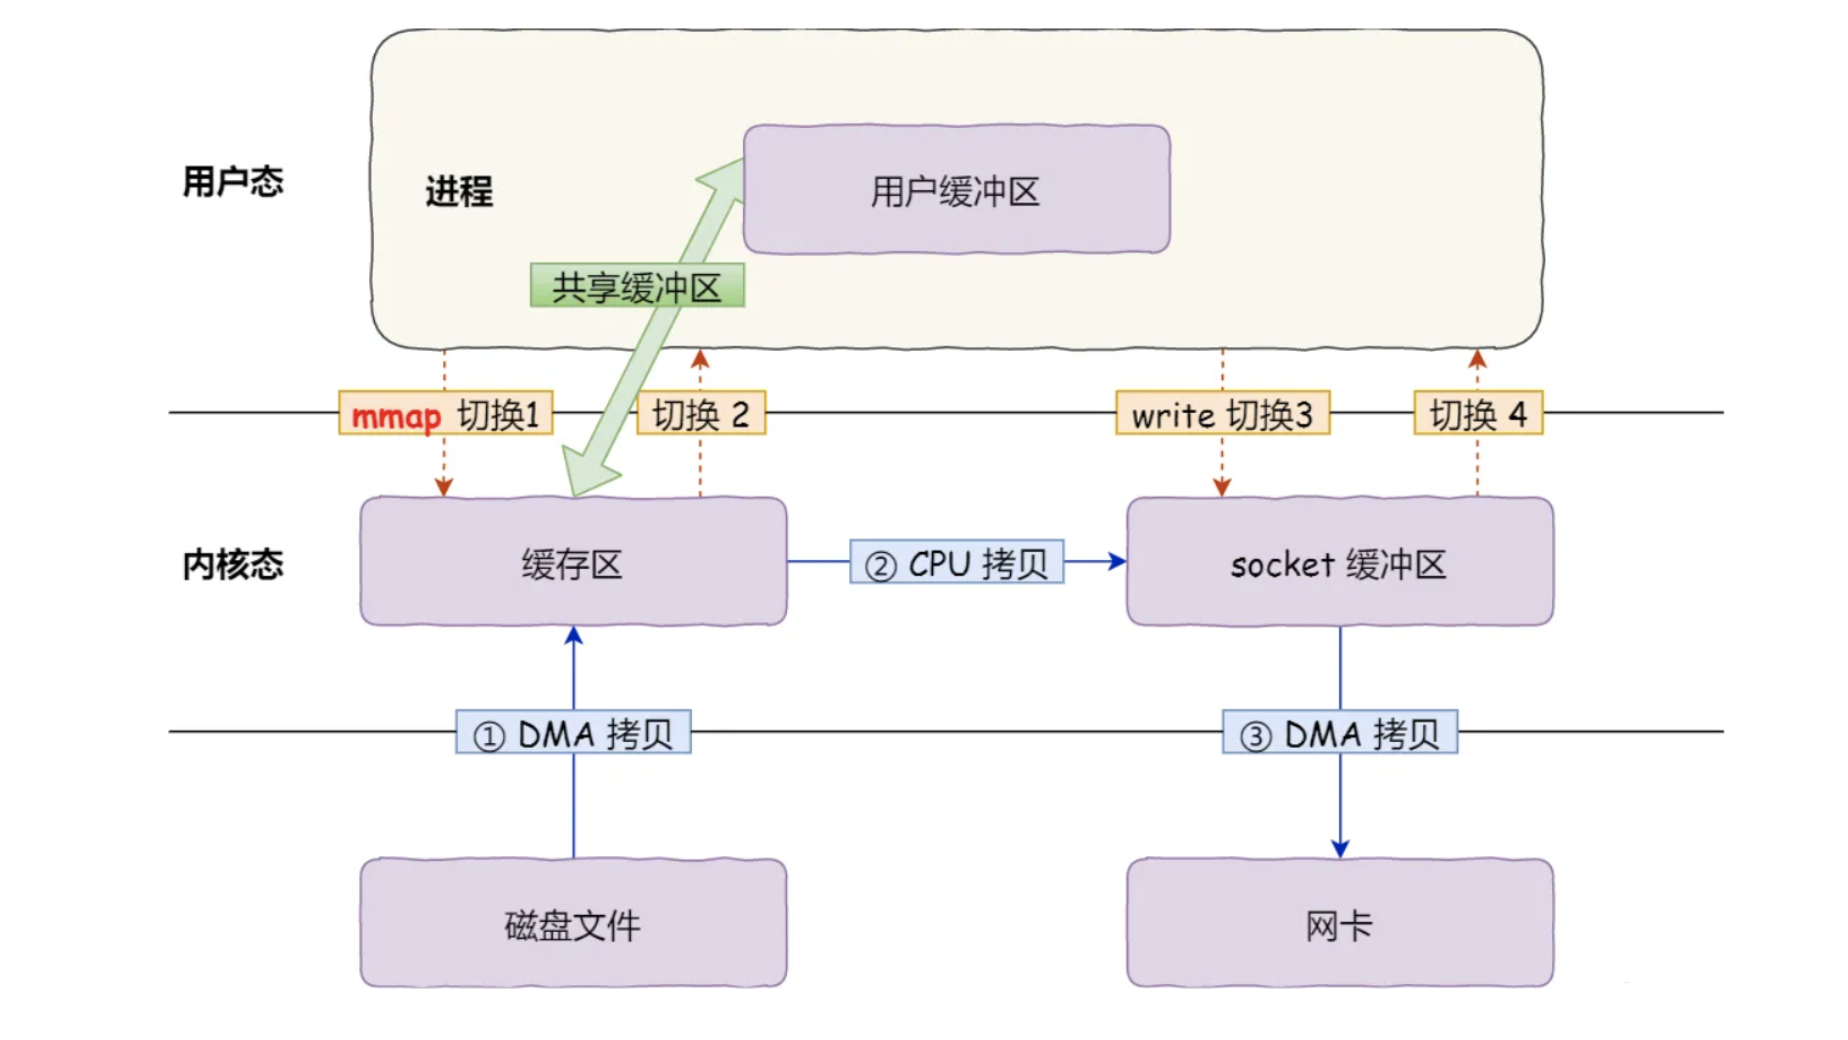 用户态
进程
用户缓冲区
共享缓冲区
mmap 切换1
切换 2
write 切换3
切换 4
内核态
缓存区
② CPU 拷贝
socket 缓冲区
① DMA 拷贝
③ DMA 拷贝
磁盘文件
网卡